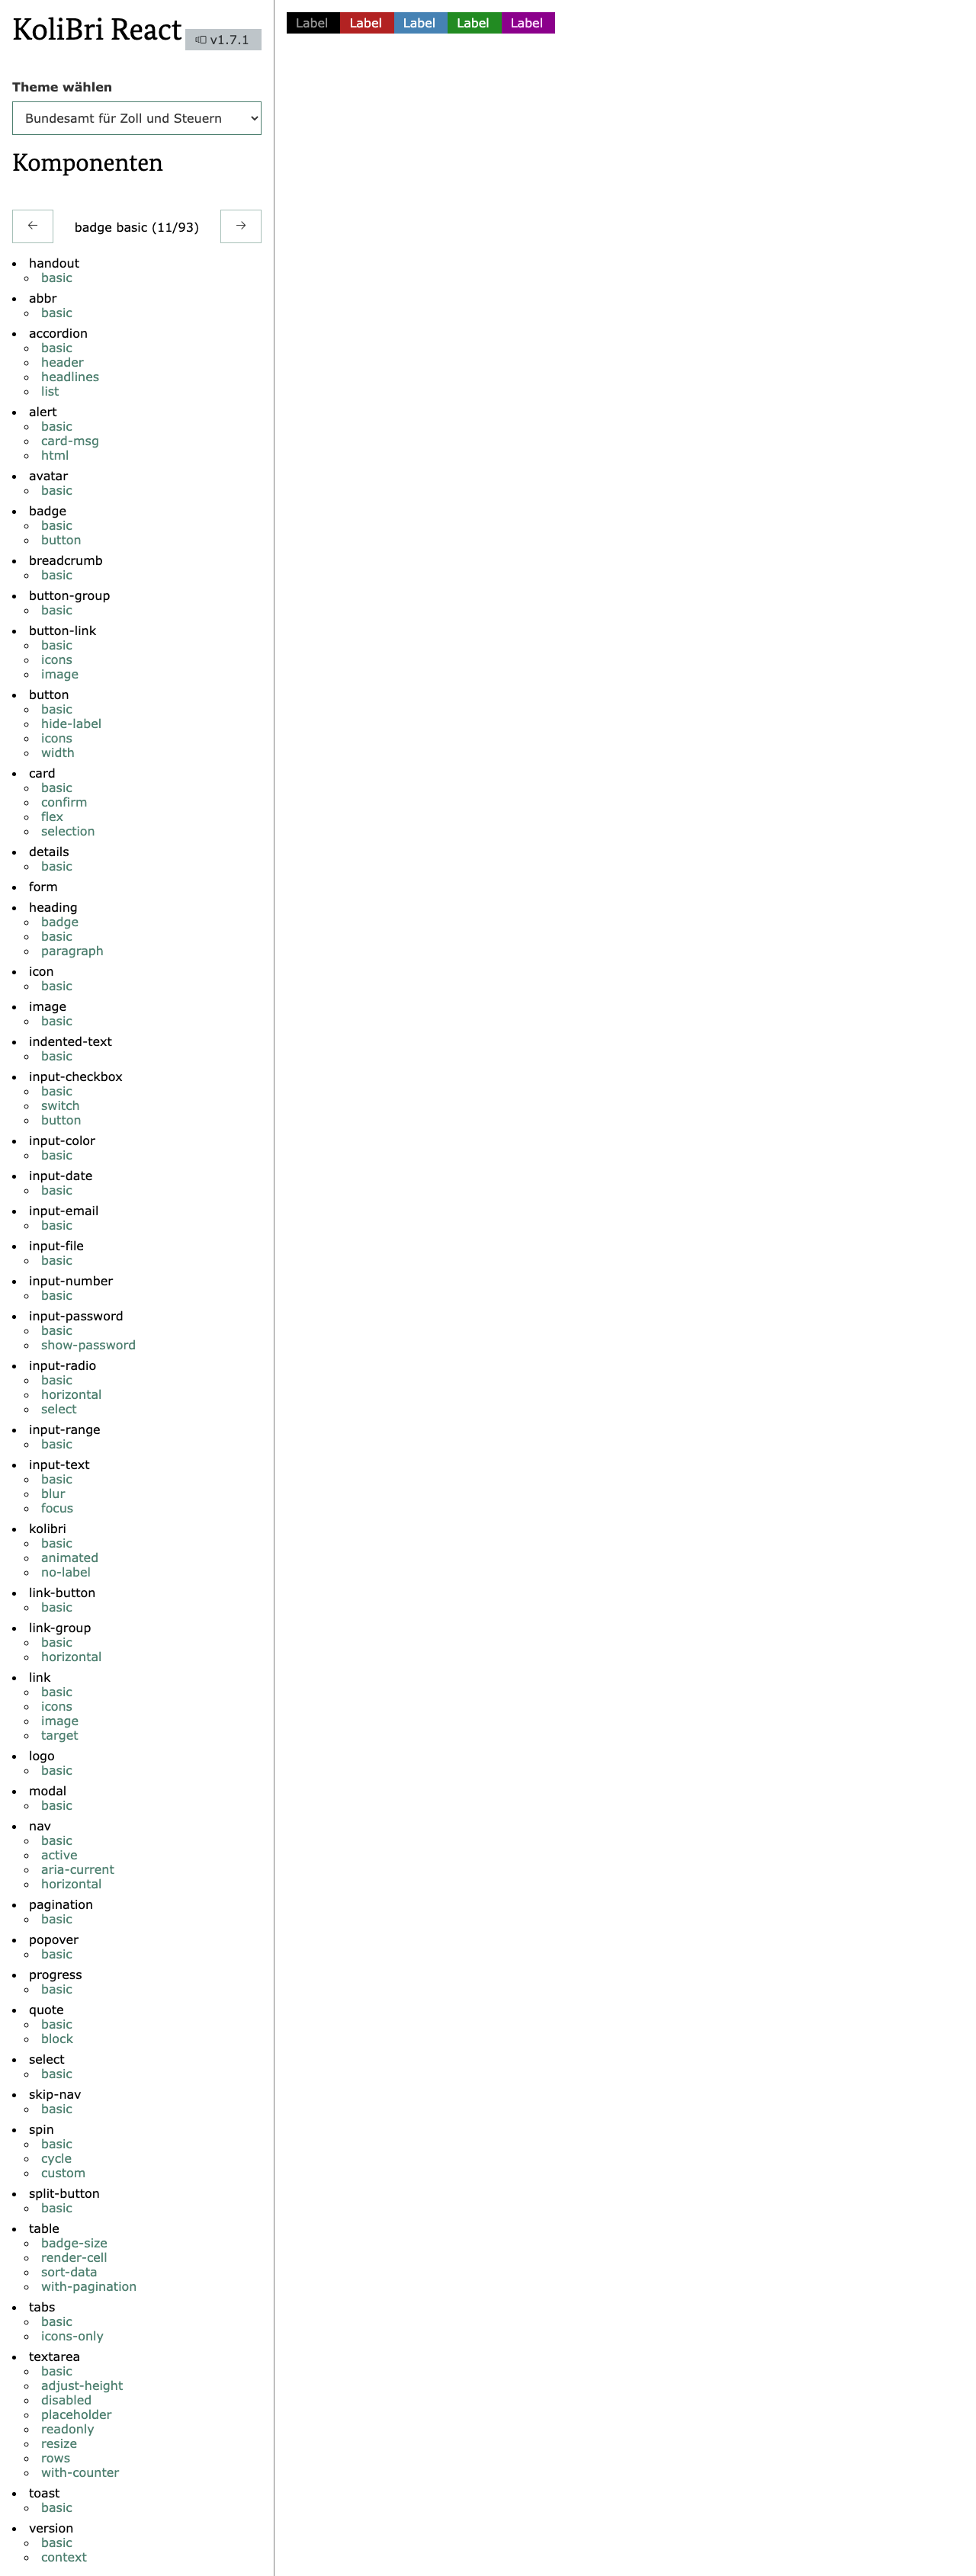 KoliBri React v1.7.1
Theme wählen
Bundesamt für Zoll und Steuern
Komponenten
badge basic (11/93)
handout
basic
abbr
basic
accordion
basic
header
headlines
list
alert
basic
card-msg
html
avatar
basic
badge
basic
button
breadcrumb
basic
button-group
basic
button-link
basic
icons
image
button
basic
hide-label
icons
width
card
basic
confirm
flex
selection
details
basic
form
heading
badge
basic
paragraph
icon
basic
image
basic
indented-text
basic
input-checkbox
basic
switch
button
input-color
basic
input-date
basic
input-email
basic
input-file
basic
input-number
basic
input-password
basic
show-password
input-radio
basic
horizontal
select
input-range
basic
input-text
basic
blur
focus
kolibri
basic
animated
no-label
link-button
basic
link-group
basic
horizontal
link
basic
icons
image
target
logo
basic
modal
basic
nav
basic
active
aria-current
horizontal
pagination
basic
popover
basic
progress
basic
quote
basic
block
select
basic
skip-nav
basic
spin
basic
cycle
custom
split-button
basic
table
badge-size
render-cell
sort-data
with-pagination
tabs
basic
icons-only
textarea
basic
adjust-height
disabled
placeholder
readonly
resize
rows
with-counter
toast
basic
version
basic
context
Label Label Label Label Label